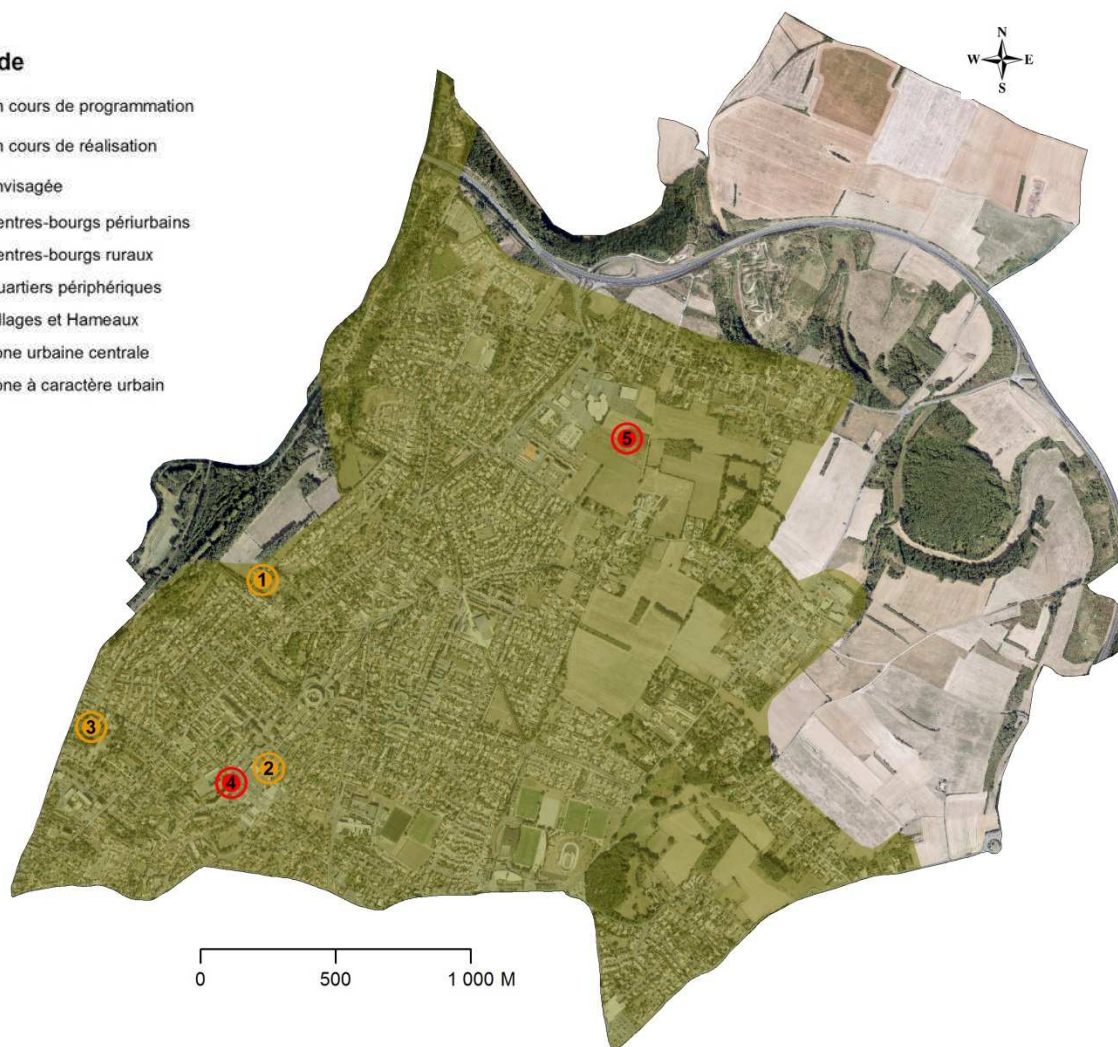 de
cours de programmation
cours de réalisation
nvisagée
entres-bourgs périurbains
entres-bourgs ruraux
uartiers périphériques
llages et Hameaux
one urbaine centrale
one à caractère urbain
N
W E
S
5
1
3
2
4
0 500 1 000 M